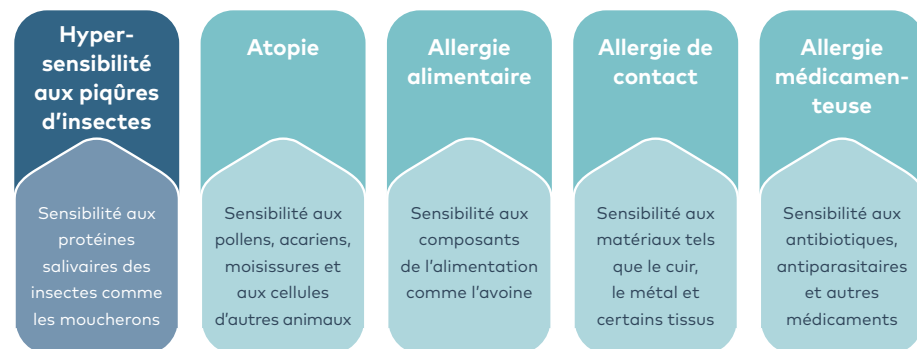 Hyper-
sensibilité
aux piqûres
d'insectes
Sensibilité aux
protéines
salivaires des
insectes comme
les moucherons
Atopie
Sensibilité aux
pollens, acariens,
moisissures et
aux cellules
d'autres animaux
Allergie
alimentaire
Sensibilité aux
composants
de l'alimentation
comme l'avoine
Allergie de
contact
Sensibilité aux
matériaux tels
que le cuir,
le métal et
certains tissus
Allergie
médicamen-
teuse
Sensibilité aux
antibiotiques,
antiparasitaires
et autres
médicaments